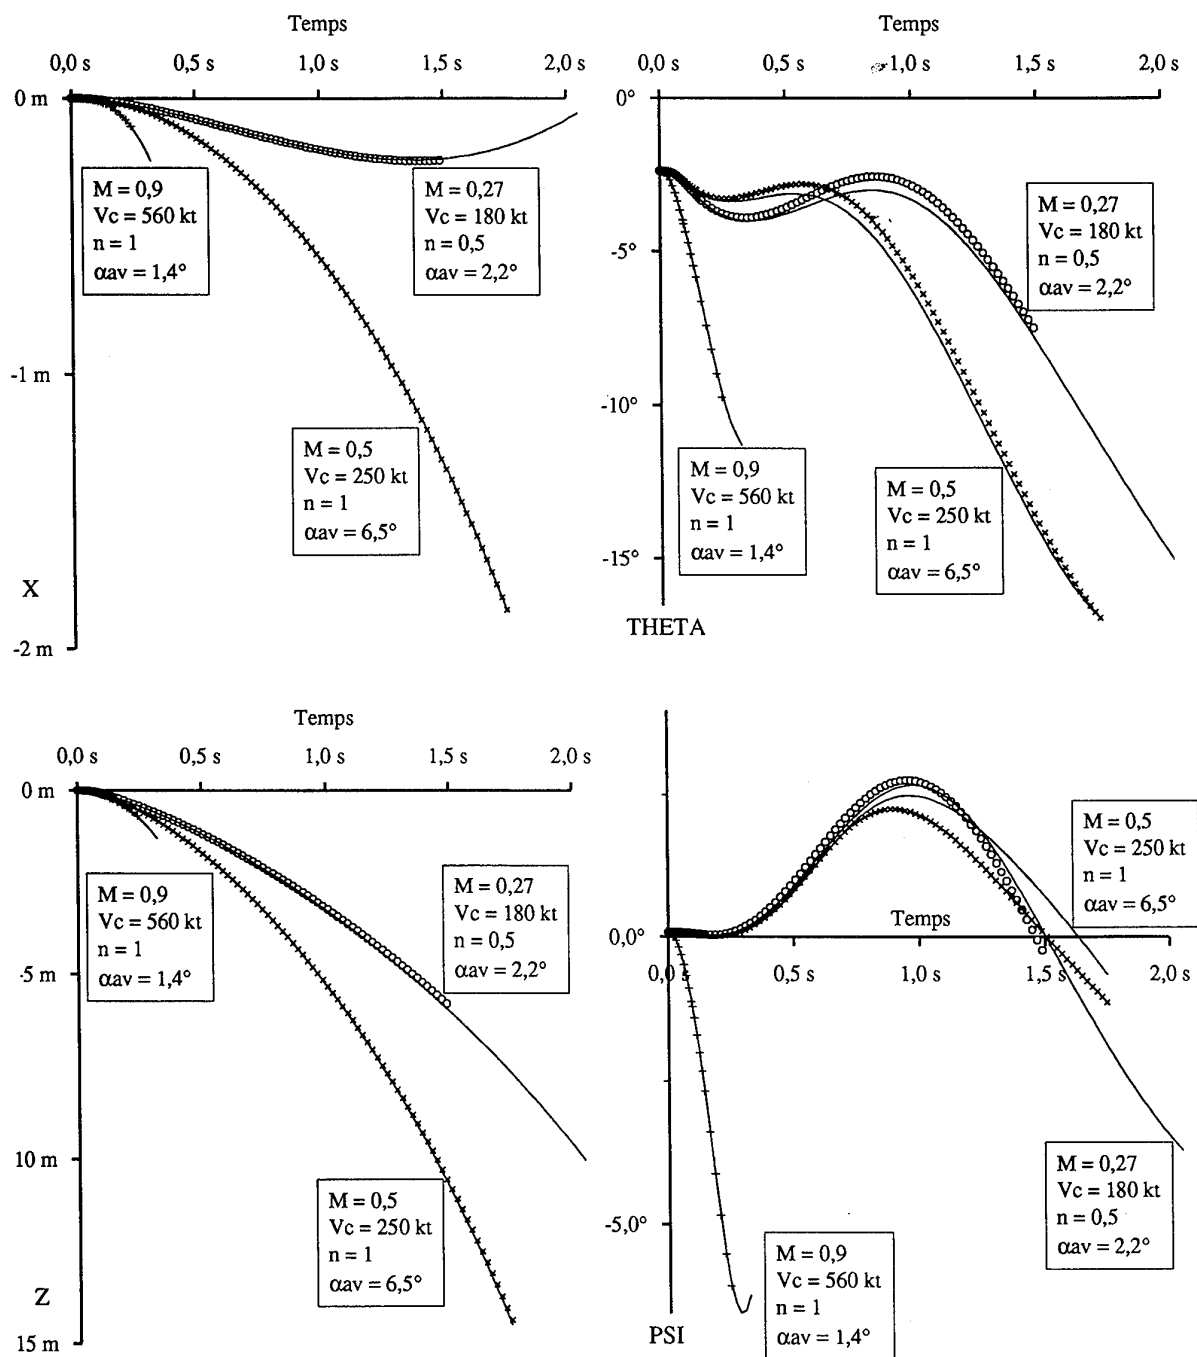 Temps
0,0 s 0,5 s 1,0 s 1,5 s 2,0 s
0 m
M = 0,9
Vc = 560 kt
n = 1
αav = 1,4°
M = 0,27
Vc = 180 kt
n = 0,5
αav = 2,2°
-1 m
M = 0,5
Vc = 250 kt
n = 1
αav = 6,5°
X
-2 m
Temps
0,0 s 0,5 s 1,0 s 1,5 s 2,0 s
0°
M = 0,27
Vc = 180 kt
n = 0,5
αav = 2,2°
-5°
-10°
M = 0,9
Vc = 560 kt
n = 1
αav = 1,4°
M = 0,5
Vc = 250 kt
n = 1
αav = 6,5°
-15°
THETA
Temps
0,0 s 0,5 s 1,0 s 1,5 s 2,0 s
0 m
M = 0,9
Vc = 560 kt
n = 1
αav = 1,4°
M = 0,27
Vc = 180 kt
n = 0,5
αav = 2,2°
-5 m
10 m
M = 0,5
Vc = 250 kt
n = 1
αav = 6,5°
Z
15 m
M = 0,5
Vc = 250 kt
n = 1
αav = 6,5°
Temps
0,0°
0,0 s 0,5 s 1,0 s 1,5 s 2,0 s
M = 0,27
Vc = 180 kt
n = 0,5
αav = 2,2°
-5,0°
M = 0,9
Vc = 560 kt
n = 1
αav = 1,4°
PSI